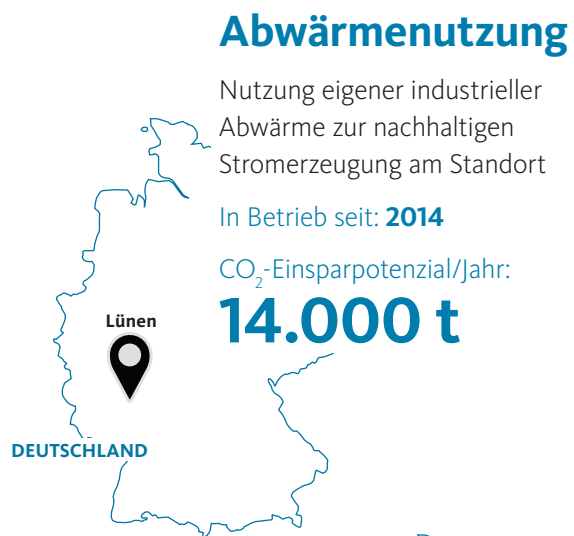 Abwärmenutzung
Nutzung eigener industrieller
Abwärme zur nachhaltigen
Stromerzeugung am Standort
In Betrieb seit: 2014
CO₂-Einsparpotenzial/Jahr:
14.000 t
Lünen
DEUTSCHLAND